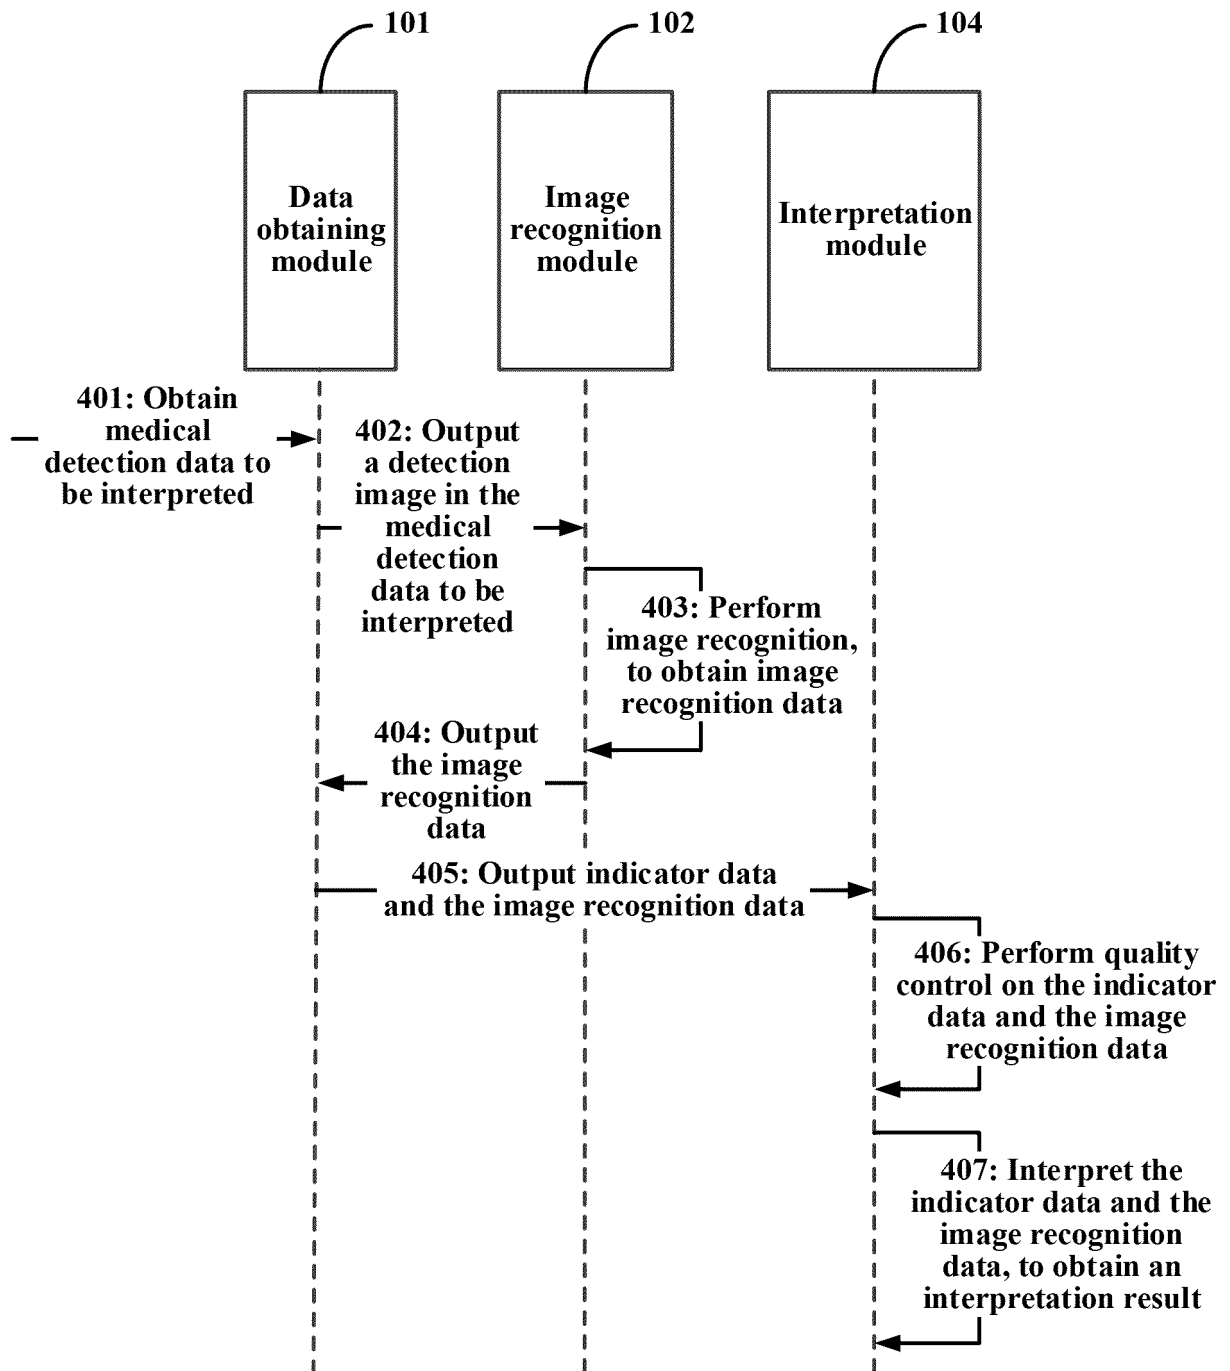 101
102
104
Data
obtaining
module
Image
recognition
module
Interpretation
module
401: Obtain
medical
detection data to
be interpreted
402: Output
a detection
image in the
medical
detection
data to be
interpreted
403: Perform
image recognition,
to obtain image
recognition data
404: Output
the image
recognition
data
405: Output indicator data
and the image recognition data
406: Perform quality
control on the indicator
data and the image
recognition data
407: Interpret the
indicator data and the
image recognition
data, to obtain an
interpretation result